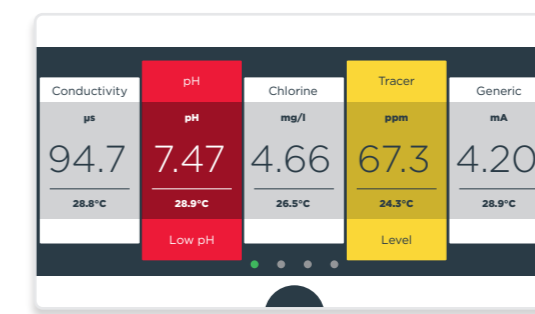 Conductivity
µs
94.7
28.8°C
pH
pH
7.47
28.9°C
Low pH
Chlorine
mg/l
4.66
26.5°C
Tracer
ppm
67.3
24.3°C
Level
Generic
mA
4.20
28.9°C